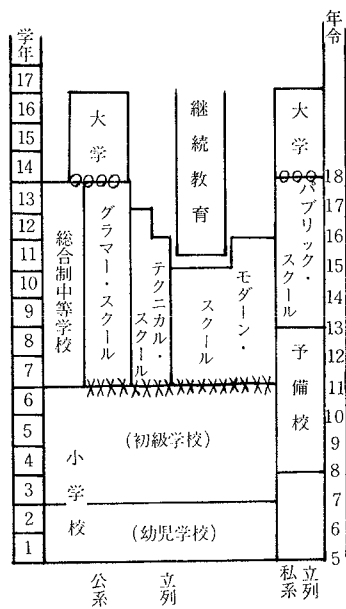 学年
年令
17
16
15
14
13
12
11
10
9
8
7
6
5
4
3
2
1
大学
継続教育
大学
総合制中等学校
グラマー・スクール
テクニカル・スクール
モダーン・スクール
パブリック・スクール
予備校
18
17
16
15
14
13
12
11
10
9
8
7
6
5
小学校
(初級学校)
(幼児学校)
公立系列
私立系列